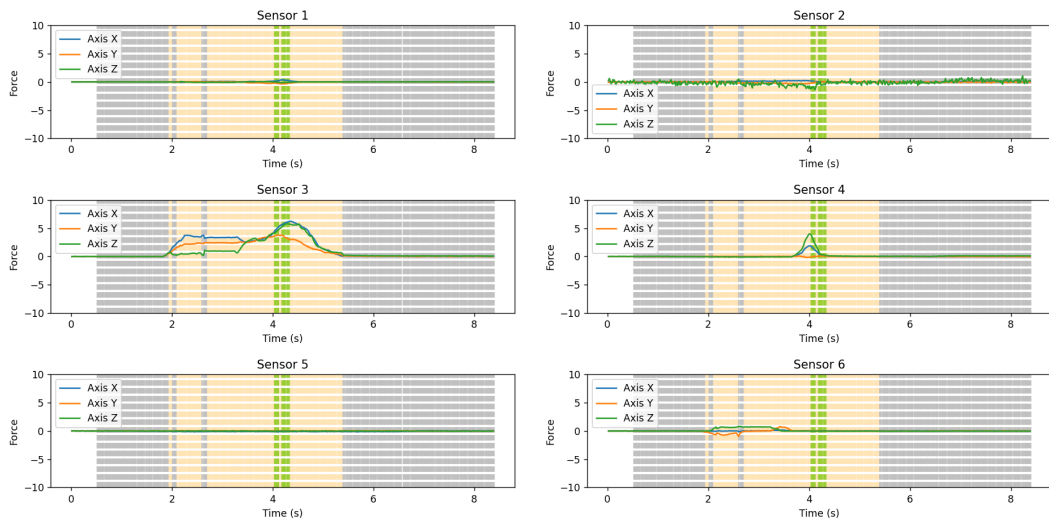 Sensor 1
Force
10
5
0
−5
−10
Axis X
Axis Y
Axis Z
0 2 4 6 8
Time (s)
Sensor 2
Force
10
5
0
−5
−10
Axis X
Axis Y
Axis Z
0 2 4 6 8
Time (s)
Sensor 3
Force
10
5
0
−5
−10
Axis X
Axis Y
Axis Z
0 2 4 6 8
Time (s)
Sensor 4
Force
10
5
0
−5
−10
Axis X
Axis Y
Axis Z
0 2 4 6 8
Time (s)
Sensor 5
Force
10
5
0
−5
−10
Axis X
Axis Y
Axis Z
0 2 4 6 8
Time (s)
Sensor 6
Force
10
5
0
−5
−10
Axis X
Axis Y
Axis Z
0 2 4 6 8
Time (s)